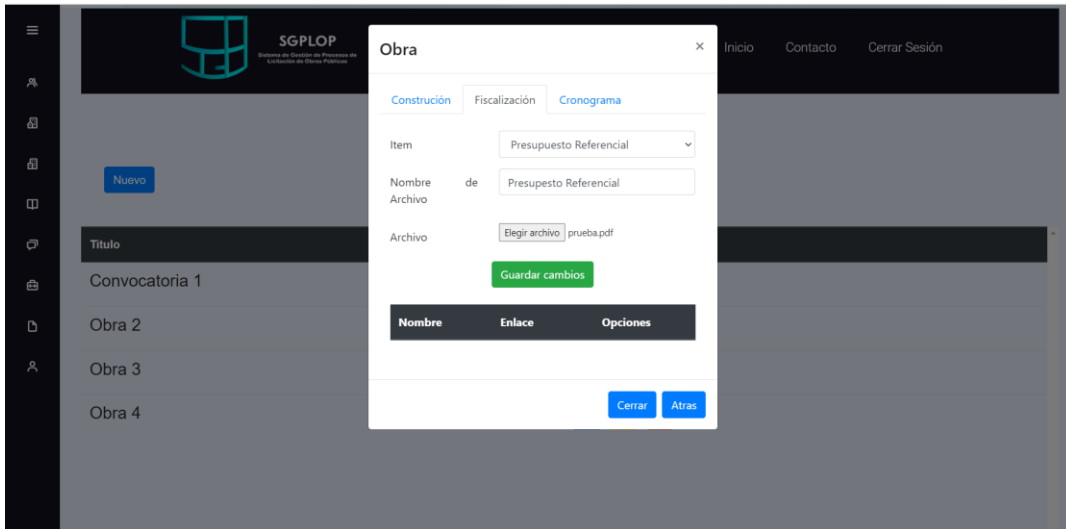 SGPLOP
Sistema de Gestión de Procesos de
Licitación de Obras Públicas
Inicio
Contacto
Cerrar Sesión
Nuevo
Título
Convocatoria 1
Obra 2
Obra 3
Obra 4
Obra
×
Construción
Fiscalización
Cronograma
Item
Presupuesto Referencial
Nombre de
Archivo
Presupesto Referencial
Archivo
Elegir archivo prueba.pdf
Guardar cambios
Nombre
Enlace
Opciones
Cerrar
Atras